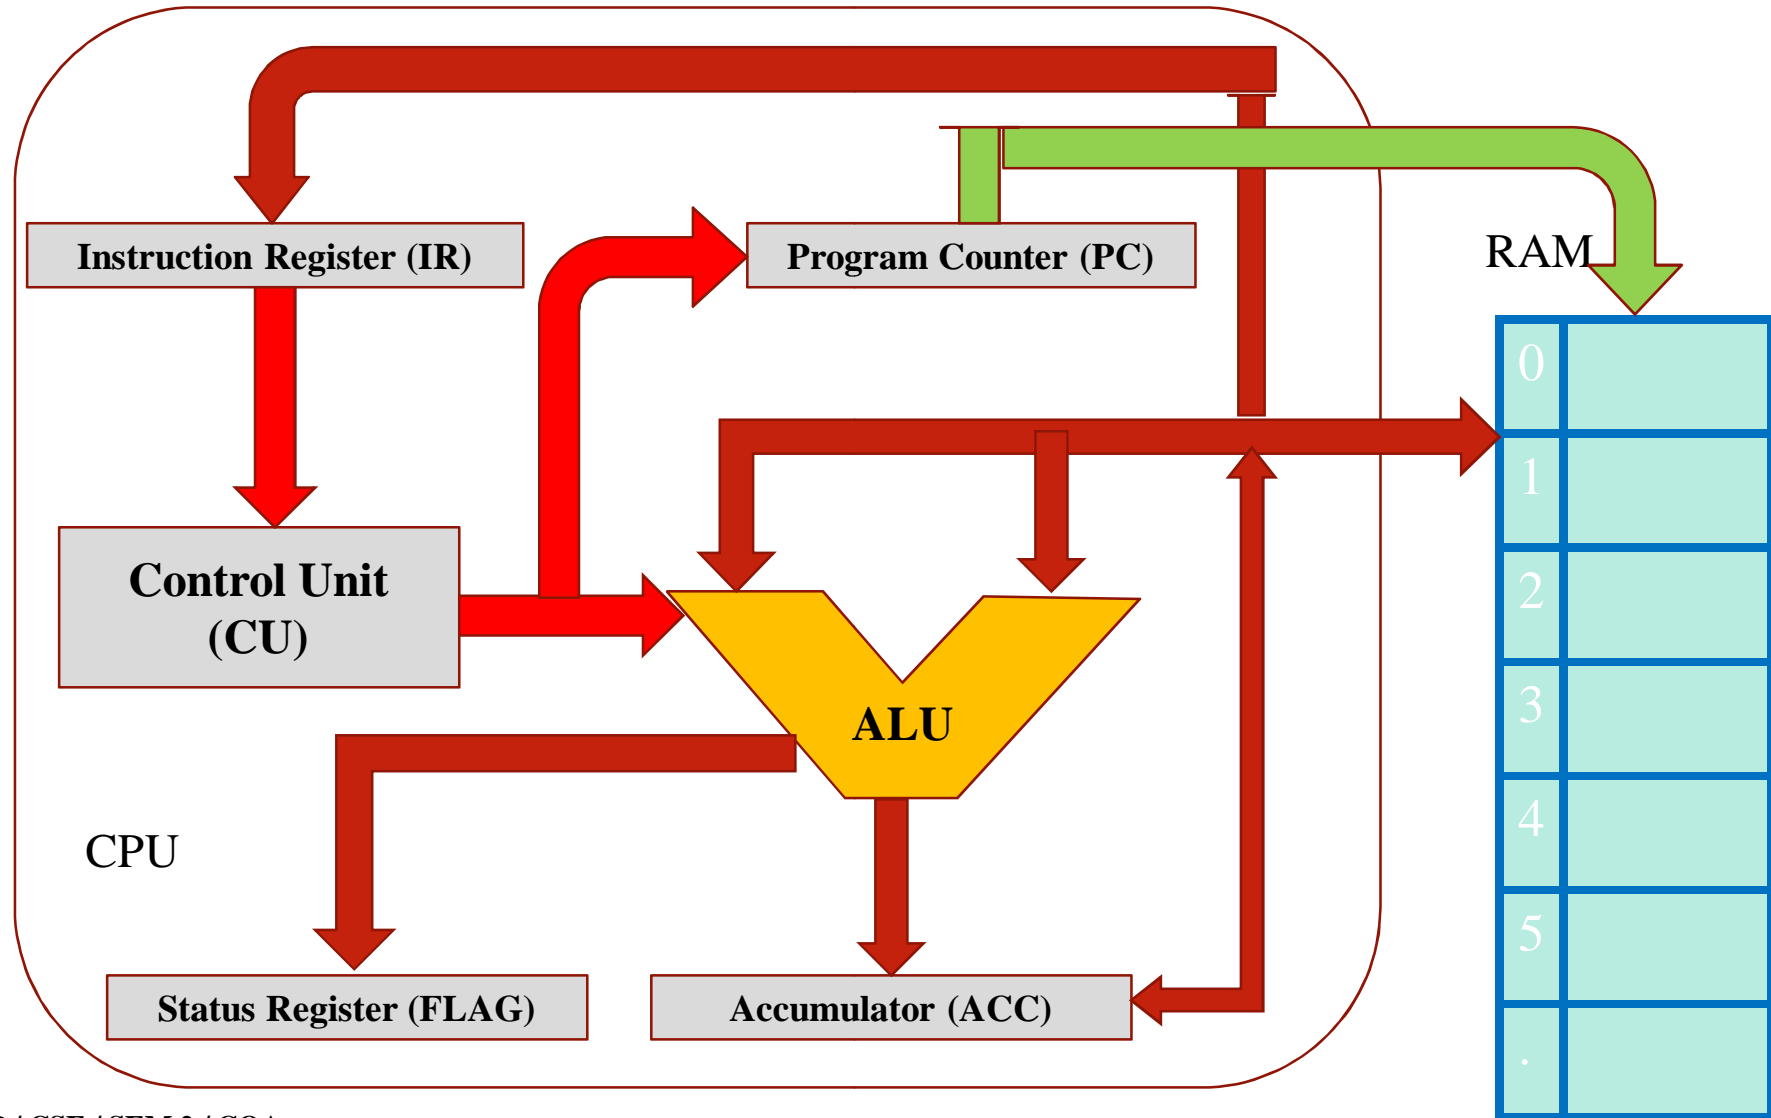 Instruction Register (IR)
Program Counter (PC)
RAM
Control Unit
(CU)
ALU
CPU
Status Register (FLAG)
Accumulator (ACC)
0
1
2
3
4
5
.